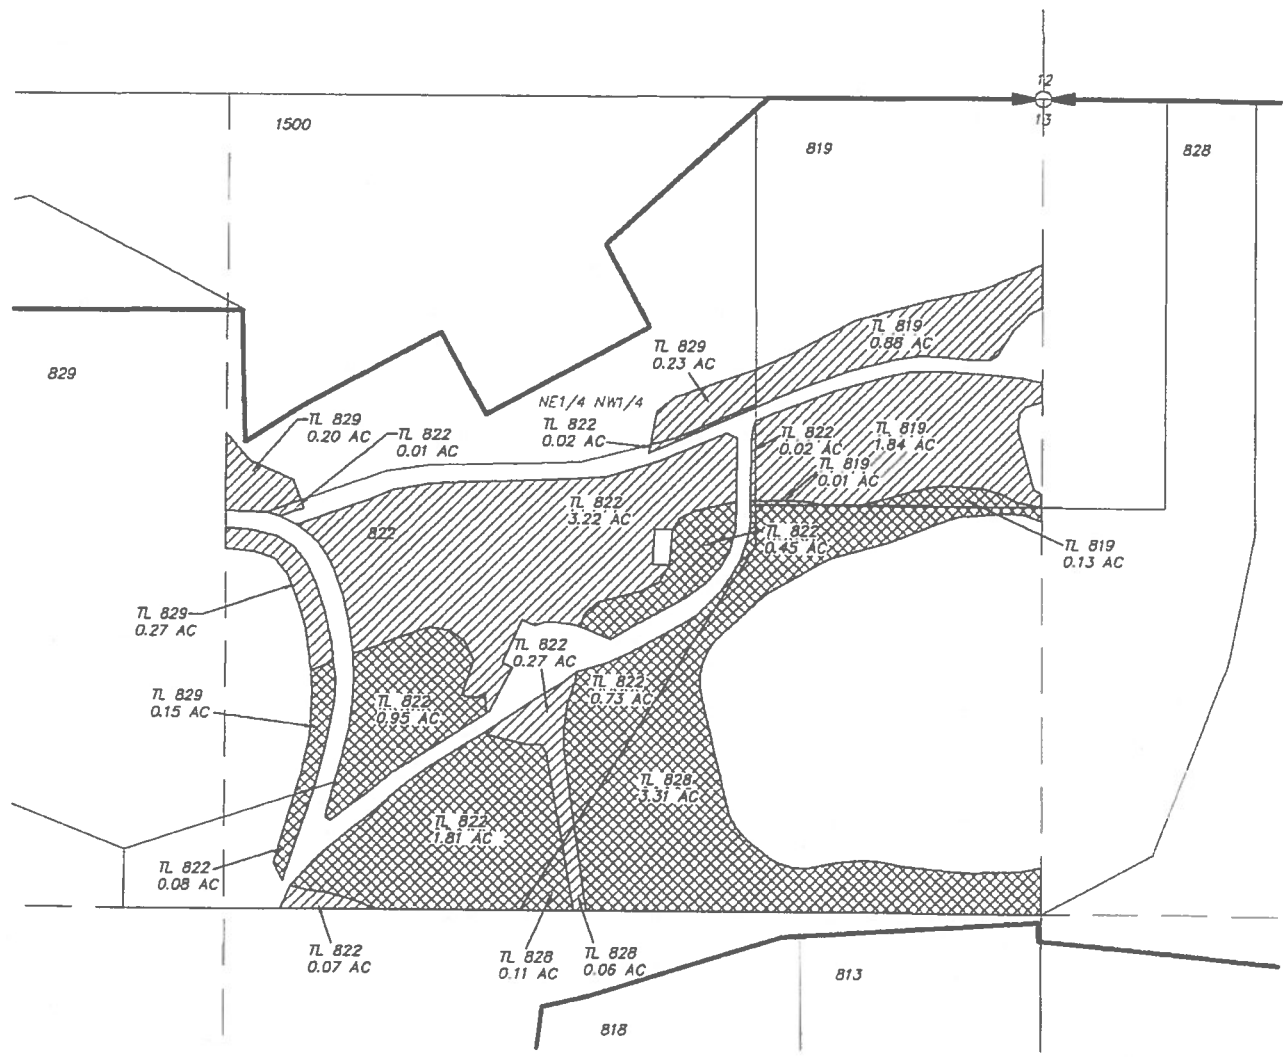 12
13
1500
819
828
829
TL 819
0.88 AC
TL 829
0.23 AC
NE1/4 NW1/4
TL 822
0.02 AC
TL 829
0.20 AC
TL 822
0.01 AC
TL 822
0.02 AC
TL 819
1.84 AC
TL 819
0.01 AC
TL 822
3.22 AC
822
TL 822
0.45 AC
TL 819
0.13 AC
TL 829
0.27 AC
TL 822
0.27 AC
TL 829
0.15 AC
TL 822
0.95 AC
TL 822
0.73 AC
TL 828
3.31 AC
TL 822
1.81 AC
TL 822
0.08 AC
TL 822
0.07 AC
TL 828
0.11 AC
TL 828
0.06 AC
813
818